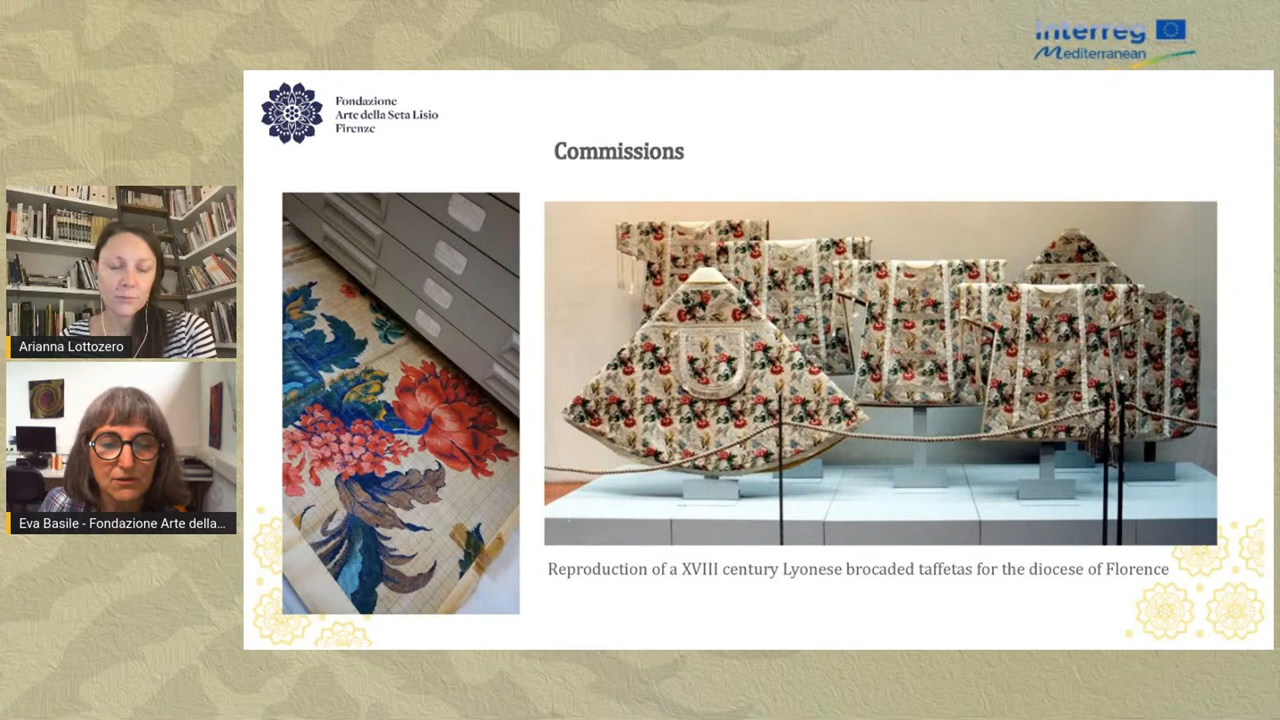 Interreg
Mediterranean
Fondazione
Arte della Seta Lisio
Firenze
Commissions
Arianna Lottozero
Eva Basile - Fondazione Arte della...
Reproduction of a XVIII century Lyonese brocaded taffetas for the diocese of Florence